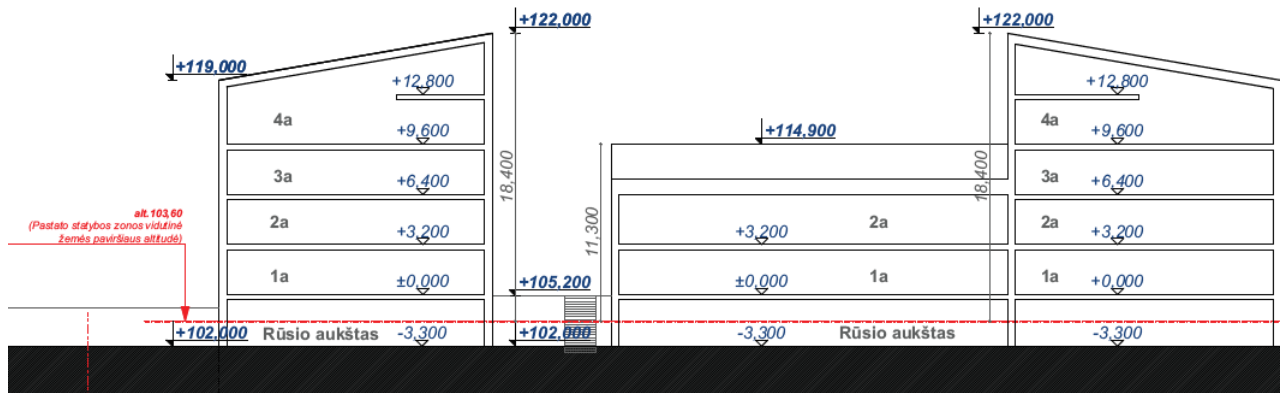 +122,000
+122,000
+119,000
+12,800
+12,800
4a
+9,600
+114,900
4a
+9,600
18,400
18,400
3a
+6,400
3a
+6,400
alt.103,60
(Pastato statybos zonos vidutinė
žemės paviršiaus altitudė)
2a
+3,200
11,300
+3,200
2a
2a
+3,200
1a
±0,000
+105,200
±0,000
1a
1a
+0,000
+102,000
Rūsio aukštas
-3,300
+102,000
-3,300
Rūsio aukštas
-3,300